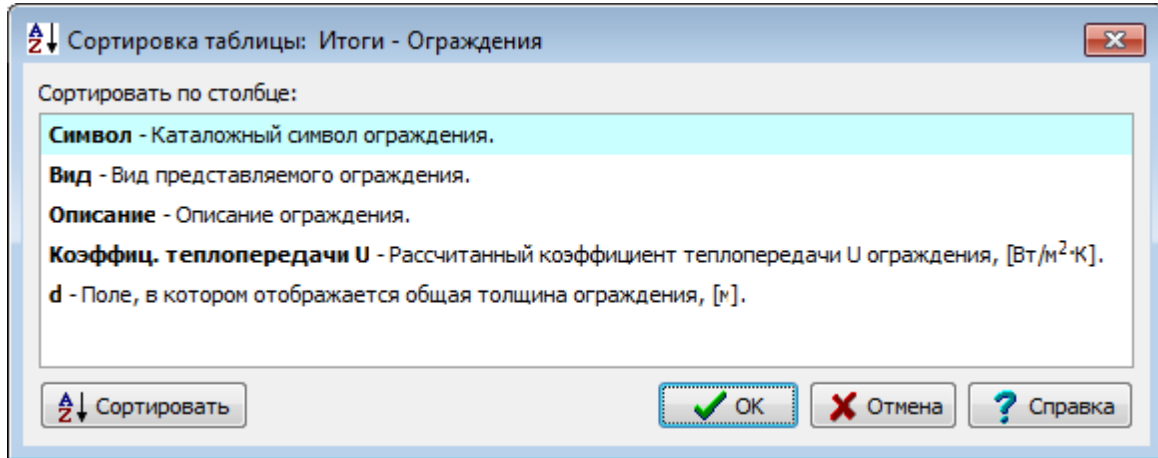 Сортировка таблицы: Итоги - Ограждения
Сортировать по столбце:
Символ - Каталожный символ ограждения.
Вид - Вид представляемого ограждения.
Описание - Описание ограждения.
Коэффиц. теплопередачи U - Рассчитанный коэффициент теплопередачи U ограждения, [Вт/м²·К].
d - Поле, в котором отображается общая толщина ограждения, [м].
Сортировать
OK
Отмена
Справка